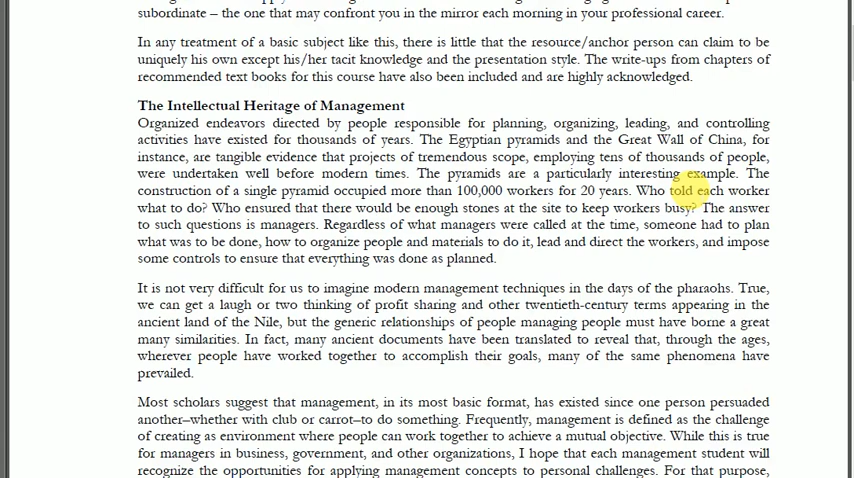 subordinate – the one that may confront you in the mirror each morning in your professional career.
In any treatment of a basic subject like this, there is little that the resource/anchor person can claim to be
uniquely his own except his/her tacit knowledge and the presentation style. The write-ups from chapters of
recommended text books for this course have also been included and are highly acknowledged.
The Intellectual Heritage of Management
Organized endeavors directed by people responsible for planning, organizing, leading, and controlling
activities have existed for thousands of years. The Egyptian pyramids and the Great Wall of China, for
instance, are tangible evidence that projects of tremendous scope, employing tens of thousands of people,
were undertaken well before modern times. The pyramids are a particularly interesting example. The
construction of a single pyramid occupied more than 100,000 workers for 20 years. Who told each worker
what to do? Who ensured that there would be enough stones at the site to keep workers busy? The answer
to such questions is managers. Regardless of what managers were called at the time, someone had to plan
what was to be done, how to organize people and materials to do it, lead and direct the workers, and impose
some controls to ensure that everything was done as planned.
It is not very difficult for us to imagine modern management techniques in the days of the pharaohs. True,
we can get a laugh or two thinking of profit sharing and other twentieth-century terms appearing in the
ancient land of the Nile, but the generic relationships of people managing people must have borne a great
many similarities. In fact, many ancient documents have been translated to reveal that, through the ages,
wherever people have worked together to accomplish their goals, many of the same phenomena have
prevailed.
Most scholars suggest that management, in its most basic format, has existed since one person persuaded
another–whether with club or carrot–to do something. Frequently, management is defined as the challenge
of creating as environment where people can work together to achieve a mutual objective. While this is true
for managers in business, government, and other organizations, I hope that each management student will
recognize the opportunities for applying management concepts to personal challenges. For that purpose,